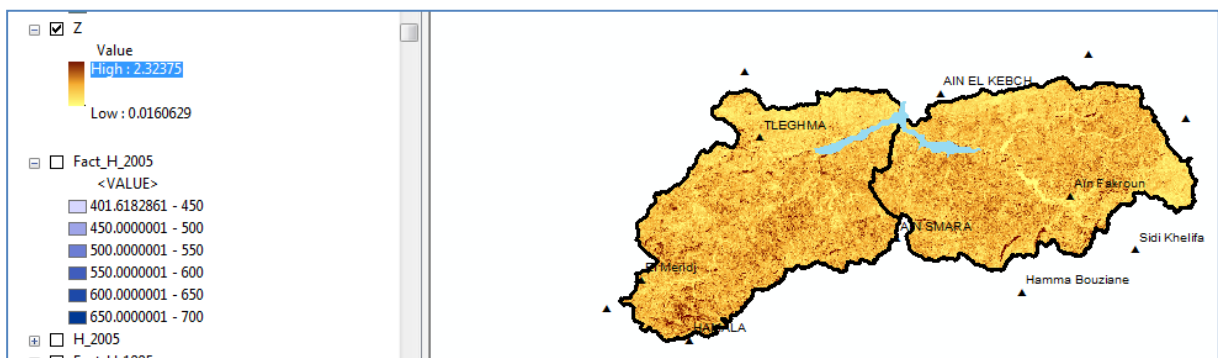 Z
Value
High : 2.32375
Low : 0.0160629
Fact_H_2005
<VALUE>
401.6182861 - 450
450.0000001 - 500
500.0000001 - 550
550.0000001 - 600
600.0000001 - 650
650.0000001 - 700
H_2005
AIN EL KEBCH
TLEGHMA
Ain Fakroun
AIN SMARA
Sidi Khelifa
El Meridj
Hamma Bouziane
HAMALA